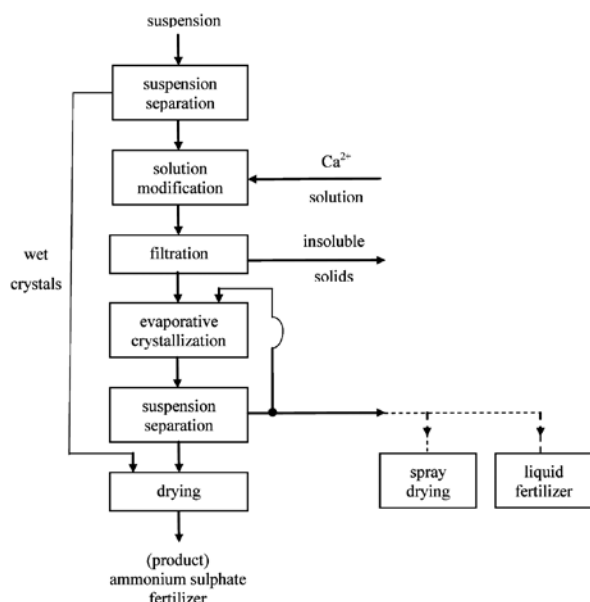 suspension
suspension
separation
solution
modification
Ca²⁺
solution
filtration
insoluble
solids
wet
crystals
evaporative
crystallization
suspension
separation
drying
spray
drying
liquid
fertilizer
(product)
ammonium sulphate
fertilizer